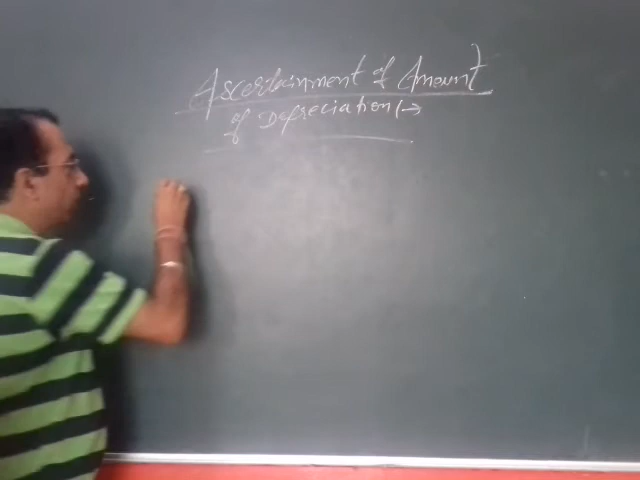 Ascertainment of Amount
of Depreciation (→